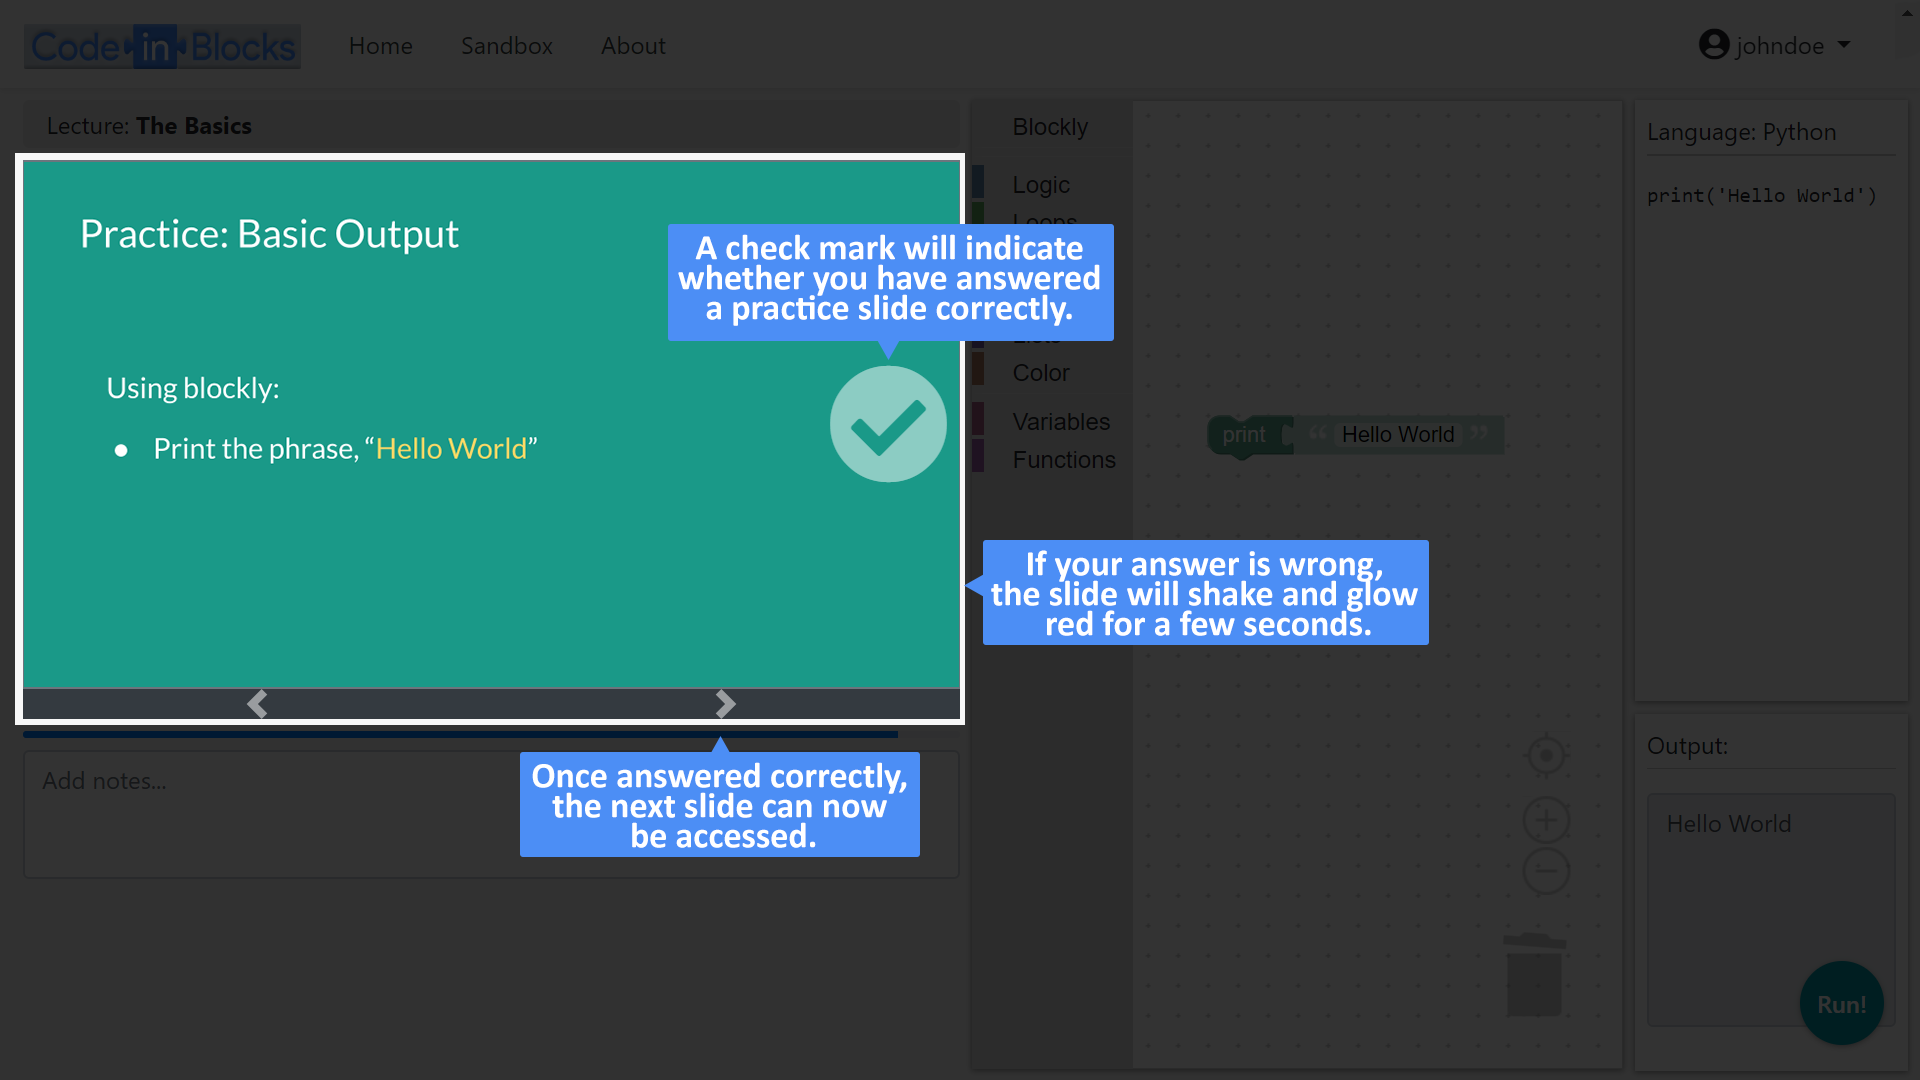 Code in Blocks
Home
Sandbox
About
johndoe
Lecture: The Basics
Practice: Basic Output
A check mark will indicate
whether you have answered
a practice slide correctly.
Using blockly:
● Print the phrase, “Hello World”
If your answer is wrong,
the slide will shake and glow
red for a few seconds.
Once answered correctly,
the next slide can now
be accessed.
Add notes...
Blockly
Logic
Loops
Lists
Color
Variables
Functions
print “ Hello World ”
Language: Python
print('Hello World')
Output:
Hello World
Run!